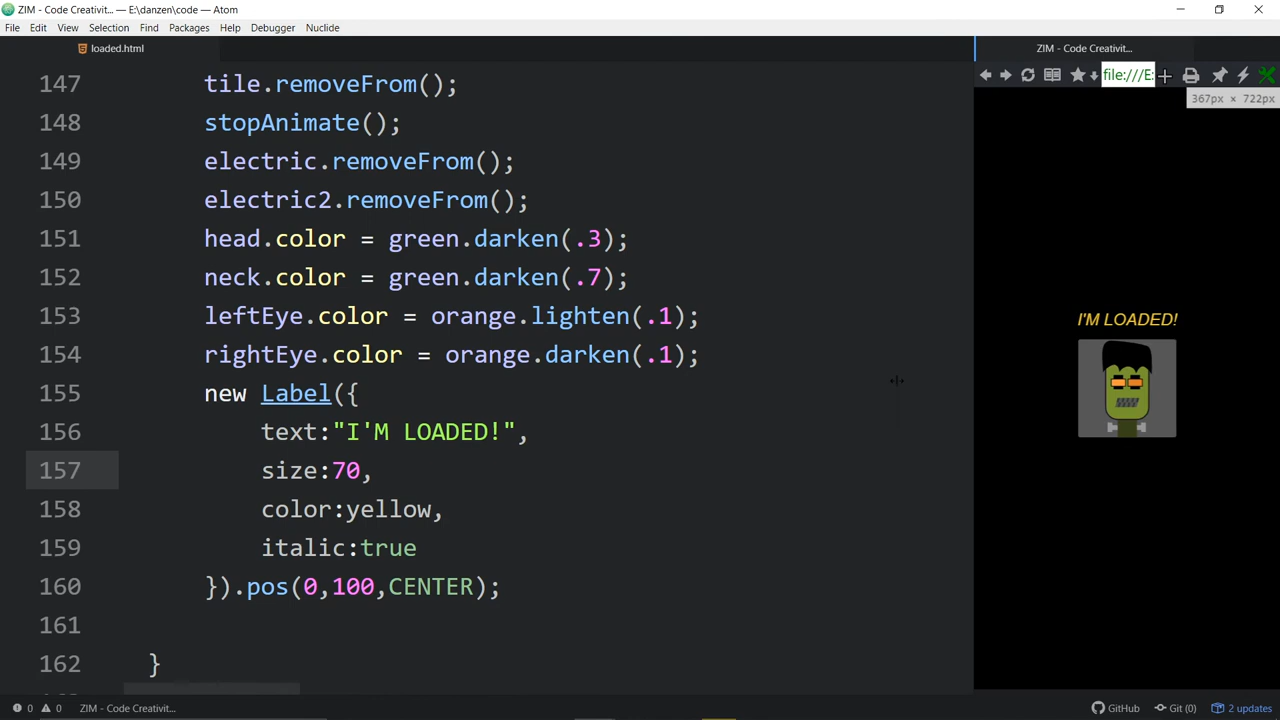 ZIM - Code Creativit... — E:\danzen\code — Atom
File Edit View Selection Find Packages Help Debugger Nuclide
loaded.html
ZIM - Code Creativit...
file:///E:
367px × 722px
147 tile.removeFrom();
148 stopAnimate();
149 electric.removeFrom();
150 electric2.removeFrom();
151 head.color = green.darken(.3);
152 neck.color = green.darken(.7);
153 leftEye.color = orange.lighten(.1);
154 rightEye.color = orange.darken(.1);
155 new Label({
156 text:"I'M LOADED!",
157 size:70,
158 color:yellow,
159 italic:true
160 }).pos(0,100,CENTER);
161
162 }
I'M LOADED!
0 0 ZIM - Code Creativit...
GitHub Git (0) 2 updates